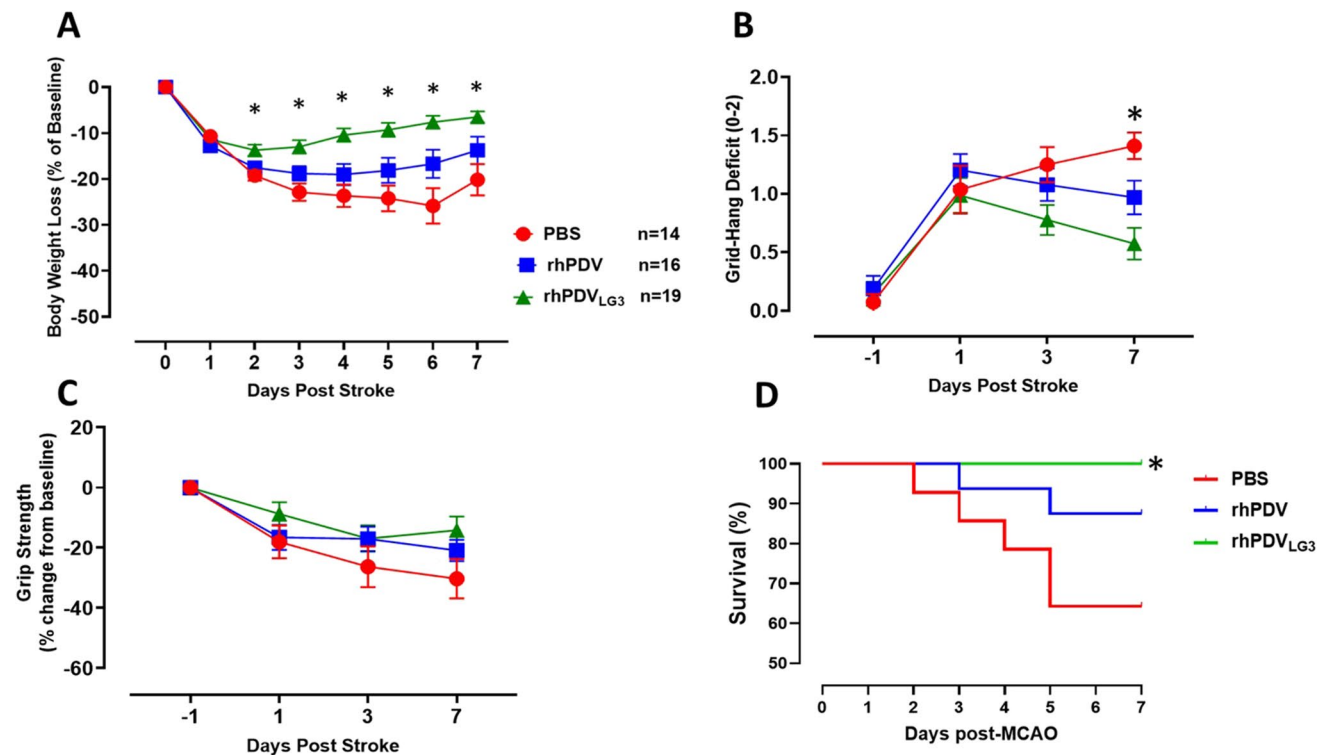 A
Body Weight Loss (% of Baseline)
0
-10
-20
-30
-40
-50
* * * * * *
0 1 2 3 4 5 6 7
Days Post Stroke
PBS n=14
rhPDV n=16
rhPDVLG3 n=19
B
Grid-Hang Deficit (0-2)
2.0
1.5
1.0
0.5
0.0
*
-1 1 3 7
Days Post Stroke
C
Grip Strength
(% change from baseline)
20
0
-20
-40
-60
-1 1 3 7
Days Post Stroke
D
Survival (%)
100
90
80
70
60
50
*
0 1 2 3 4 5 6 7
Days post-MCAO
PBS
rhPDV
rhPDVLG3